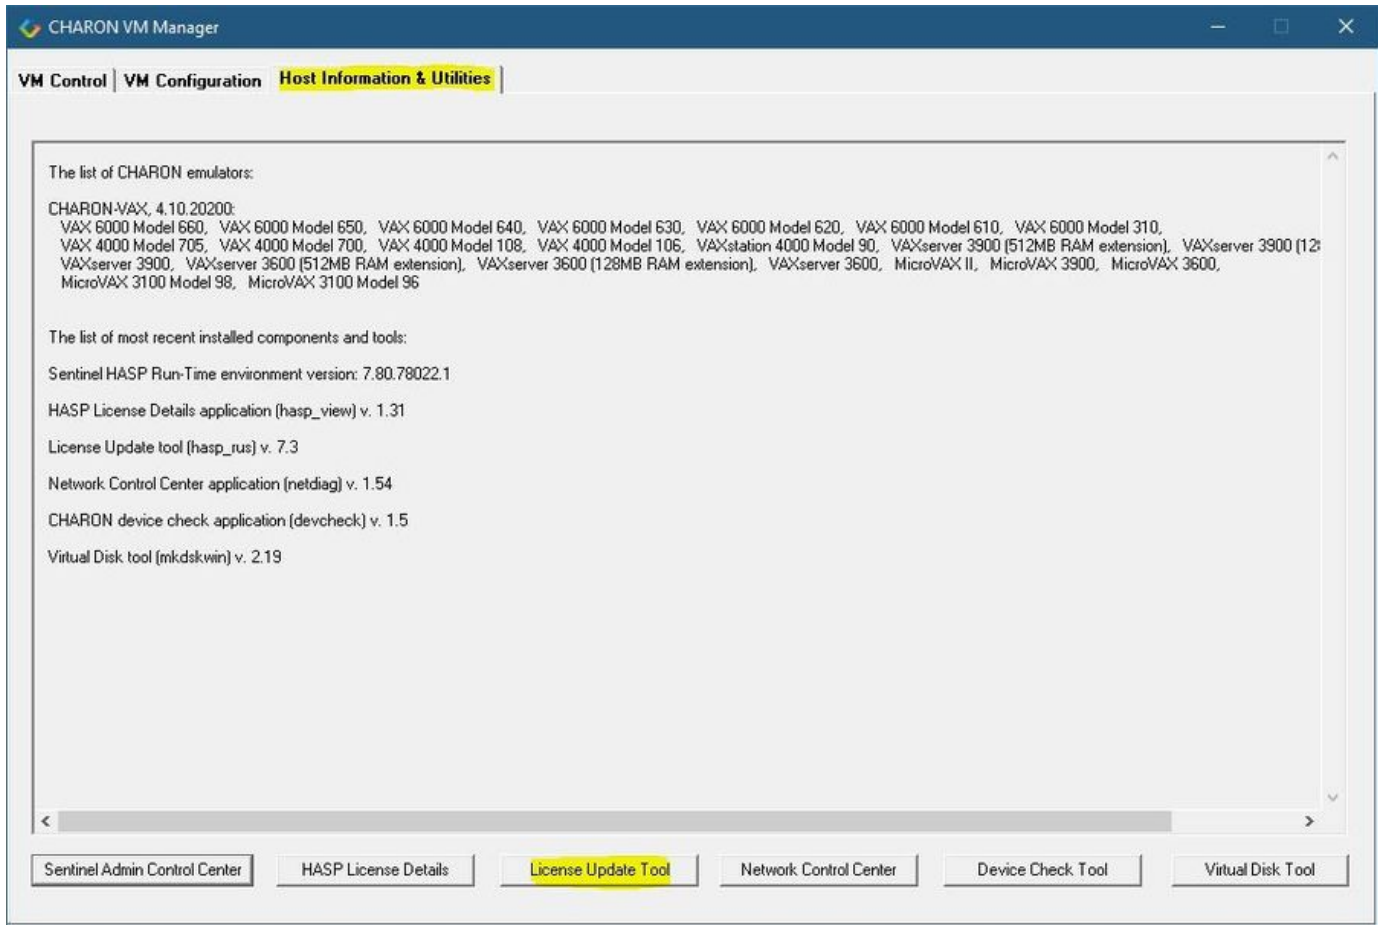 CHARON VM Manager
VM Control
VM Configuration
Host Information & Utilities
The list of CHARON emulators:
CHARON-VAX, 4.10.20200:
VAX 6000 Model 660, VAX 6000 Model 650, VAX 6000 Model 640, VAX 6000 Model 630, VAX 6000 Model 620, VAX 6000 Model 610, VAX 6000 Model 310,
VAX 4000 Model 705, VAX 4000 Model 700, VAX 4000 Model 108, VAX 4000 Model 106, VAXstation 4000 Model 90, VAXserver 3900 (512MB RAM extension), VAXserver 3900 (12
VAXserver 3900, VAXserver 3600 (512MB RAM extension), VAXserver 3600 (128MB RAM extension), VAXserver 3600, MicroVAX II, MicroVAX 3900, MicroVAX 3600,
MicroVAX 3100 Model 98, MicroVAX 3100 Model 96
The list of most recent installed components and tools:
Sentinel HASP Run-Time environment version: 7.80.78022.1
HASP License Details application (hasp_view) v. 1.31
License Update tool (hasp_rus) v. 7.3
Network Control Center application (netdiag) v. 1.54
CHARON device check application (devcheck) v. 1.5
Virtual Disk tool (mkdskwin) v. 2.19
Sentinel Admin Control Center
HASP License Details
License Update Tool
Network Control Center
Device Check Tool
Virtual Disk Tool